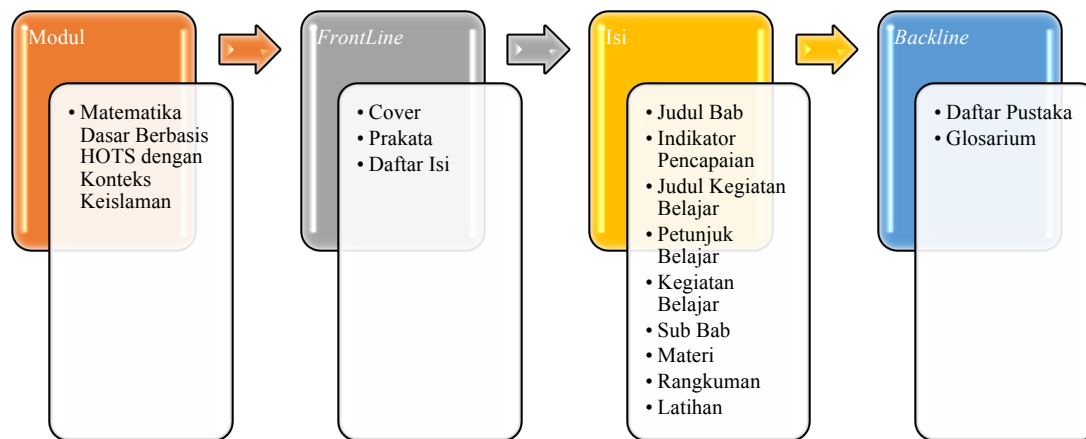 Modul
• Matematika
Dasar Berbasis
HOTS dengan
Konteks
Keislaman
FrontLine
• Cover
• Prakata
• Daftar Isi
Isi
• Judul Bab
• Indikator
Pencapaian
• Judul Kegiatan
Belajar
• Petunjuk
Belajar
• Kegiatan
Belajar
• Sub Bab
• Materi
• Rangkuman
• Latihan
Backline
• Daftar Pustaka
• Glosarium